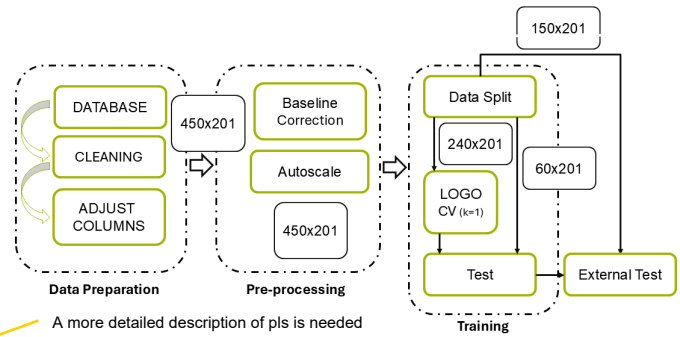 150x201
DATABASE
CLEANING
ADJUST
COLUMNS
Data Preparation
450x201
Baseline
Correction
Autoscale
450x201
Pre-processing
Data Split
240x201
60x201
LOGO
CV (k=1)
Test
External Test
Training
A more detailed description of pls is needed